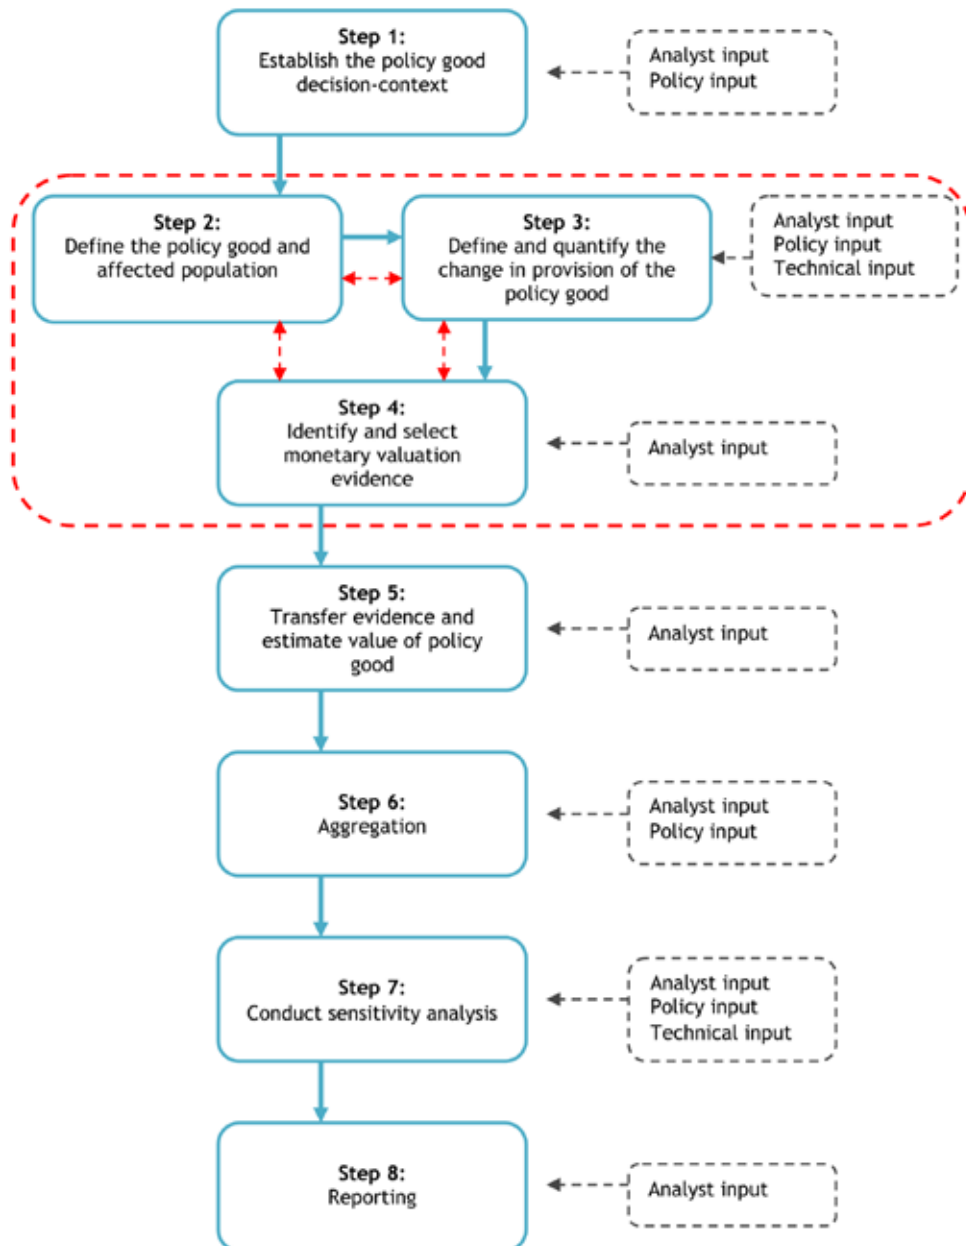 Step 1:
Establish the policy good
decision-context
Analyst input
Policy input
Step 2:
Define the policy good and
affected population
Step 3:
Define and quantify the
change in provision of the
policy good
Analyst input
Policy input
Technical input
Step 4:
Identify and select
monetary valuation
evidence
Analyst input
Step 5:
Transfer evidence and
estimate value of policy
good
Analyst input
Step 6:
Aggregation
Analyst input
Policy input
Step 7:
Conduct sensitivity analysis
Analyst input
Policy input
Technical input
Step 8:
Reporting
Analyst input